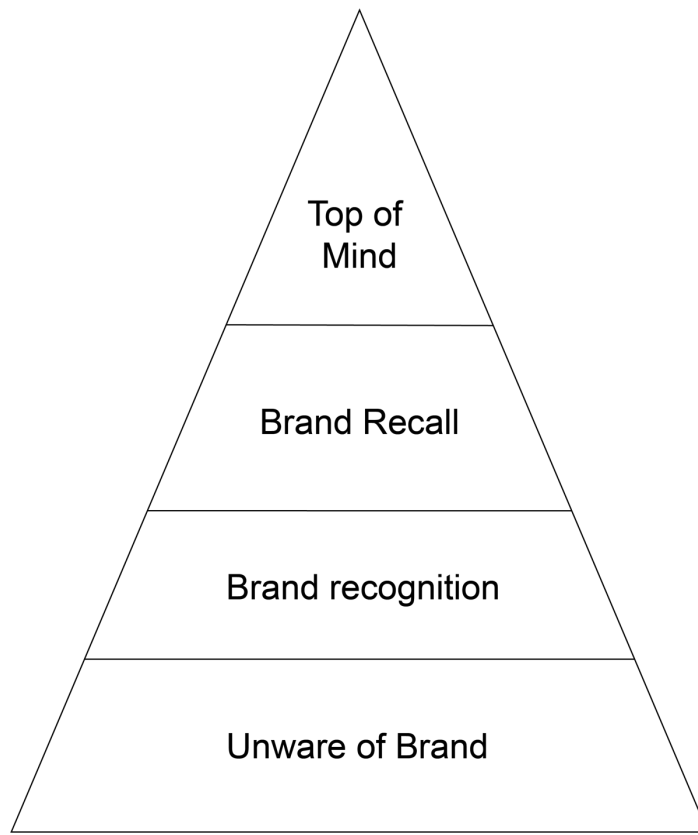 Top of
Mind
Brand Recall
Brand recognition
Unware of Brand